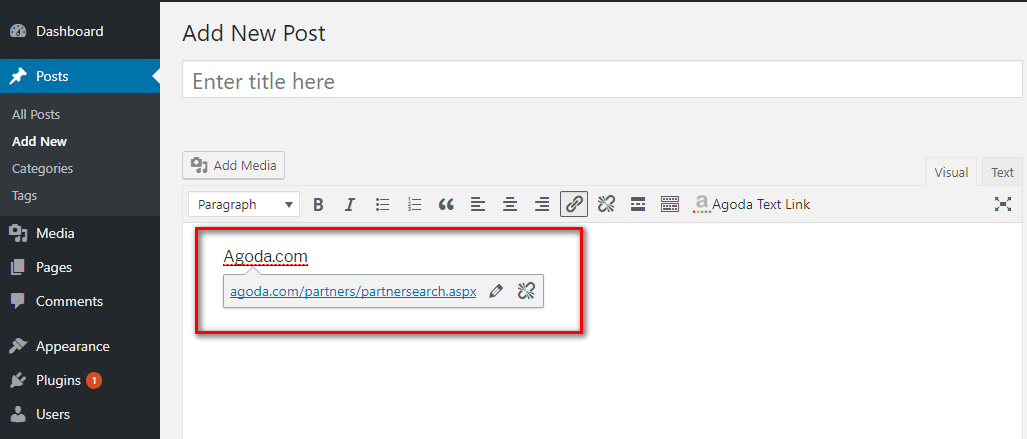 Dashboard
Posts
All Posts
Add New
Categories
Tags
Media
Pages
Comments
Appearance
Plugins 1
Users
Add New Post
Enter title here
Add Media
Visual Text
Paragraph B I Agoda Text Link
Agoda.com
agoda.com/partners/partnersearch.aspx